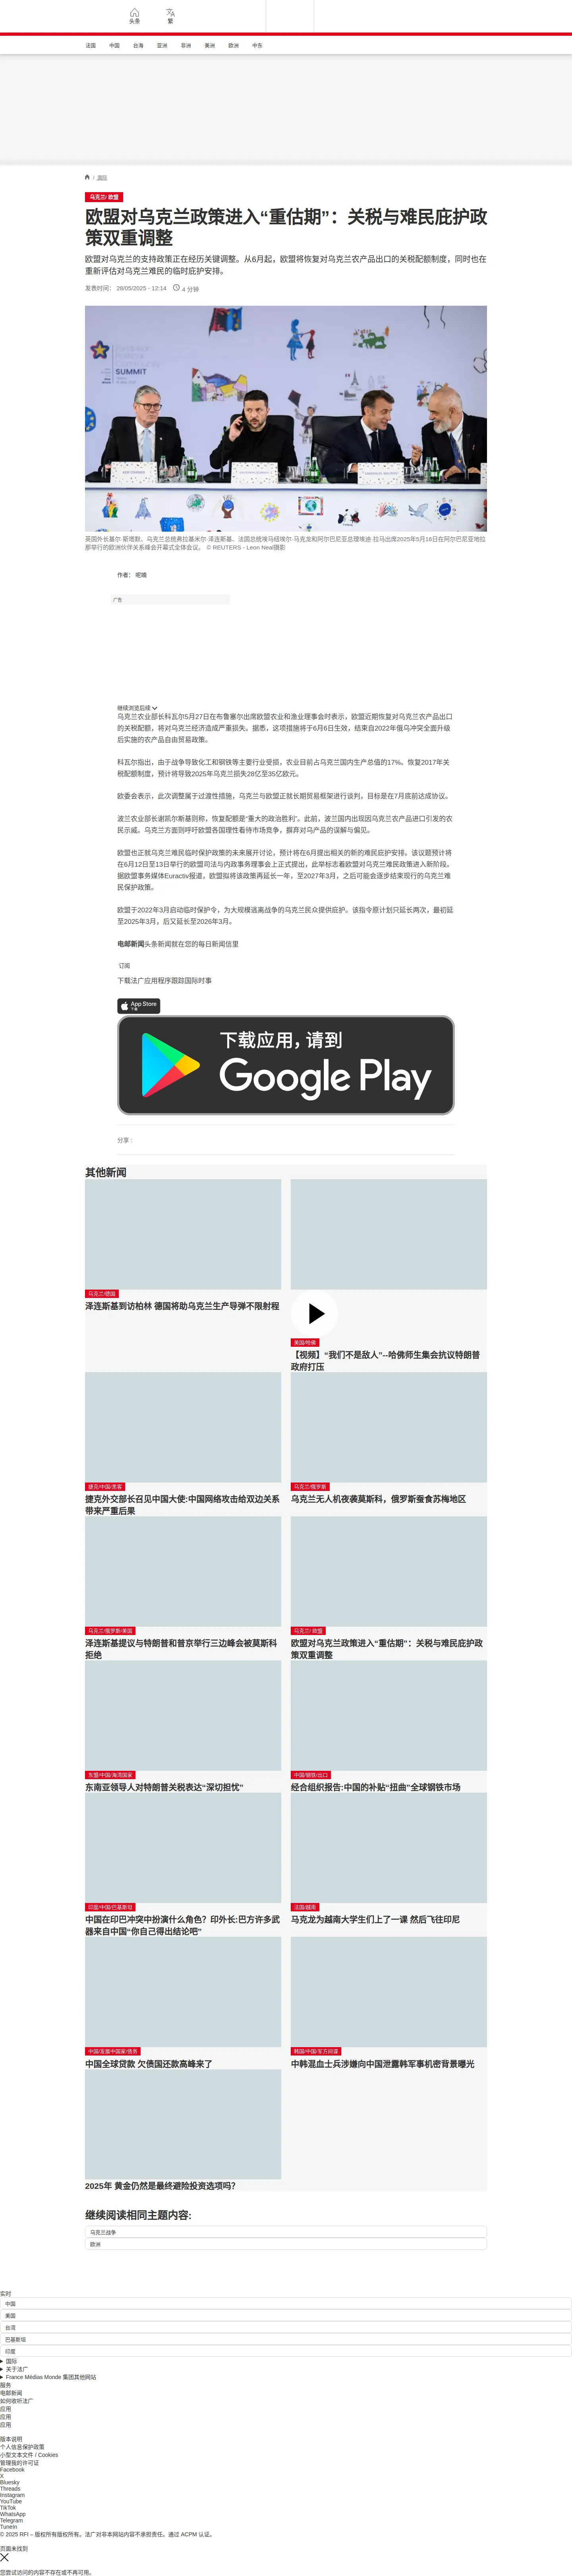 头条
繁
法国 中国 台海 亚洲 非洲 美洲 欧洲 中东
/ 国际
乌克兰/ 欧盟
欧盟对乌克兰政策进入“重估期”：关税与难民庇护政
策双重调整
欧盟对乌克兰的支持政策正在经历关键调整。从6月起，欧盟将恢复对乌克兰农产品出口的关税配额制度，同时也在
重新评估对乌克兰难民的临时庇护安排。
发表时间： 28/05/2025 - 12:14 4 分钟
SUMMIT
英国外长基尔·斯塔默、乌克兰总统弗拉基米尔·泽连斯基、法国总统埃马纽埃尔·马克龙和阿尔巴尼亚总理埃迪·拉马出席2025年5月16日在阿尔巴尼亚地拉
那举行的欧洲伙伴关系峰会开幕式全体会议。 © REUTERS - Leon Neal摄影
作者： 呢喃
广告
继续浏览后续
乌克兰农业部长科瓦尔5月27日在布鲁塞尔出席欧盟农业和渔业理事会时表示，欧盟近期恢复对乌克兰农产品出口
的关税配额，将对乌克兰经济造成严重损失。据悉，这项措施将于6月6日生效，结束自2022年俄乌冲突全面升级
后实施的农产品自由贸易政策。
科瓦尔指出，由于战争导致化工和钢铁等主要行业受损，农业目前占乌克兰国内生产总值的17%。恢复2017年关
税配额制度，预计将导致2025年乌克兰损失28亿至35亿欧元。
欧委会表示，此次调整属于过渡性措施，乌克兰与欧盟正就长期贸易框架进行谈判，目标是在7月底前达成协议。
波兰农业部长谢凯尔斯基则称，恢复配额是“重大的政治胜利”。此前，波兰国内出现因乌克兰农产品进口引发的农
民示威。乌克兰方面则呼吁欧盟各国理性看待市场竞争，摒弃对乌产品的误解与偏见。
欧盟也正就乌克兰难民临时保护政策的未来展开讨论，预计将在6月提出相关的新的难民庇护安排。该议题预计将
在6月12日至13日举行的欧盟司法与内政事务理事会上正式提出，此举标志着欧盟对乌克兰难民政策进入新阶段。
据欧盟事务媒体Euractiv报道，欧盟拟将该政策再延长一年，至2027年3月，之后可能会逐步结束现行的乌克兰难
民保护政策。
欧盟于2022年3月启动临时保护令，为大规模逃离战争的乌克兰民众提供庇护。该指令原计划只延长两次，最初延
至2025年3月，后又延长至2026年3月。
电邮新闻头条新闻就在您的每日新闻信里
订阅
下载法广应用程序跟踪国际时事
App Store
下载
下载应用，请到
Google Play
分享 :
其他新闻
乌克兰/德国
泽连斯基到访柏林 德国将助乌克兰生产导弹不限射程
美国/哈佛
【视频】“我们不是敌人”--哈佛师生集会抗议特朗普
政府打压
捷克/中国/黑客
捷克外交部长召见中国大使:中国网络攻击给双边关系
带来严重后果
乌克兰/俄罗斯
乌克兰无人机夜袭莫斯科，俄罗斯蚕食苏梅地区
乌克兰/俄罗斯/美国
泽连斯基提议与特朗普和普京举行三边峰会被莫斯科
拒绝
乌克兰/ 欧盟
欧盟对乌克兰政策进入“重估期”：关税与难民庇护政
策双重调整
东盟/中国/海湾国家
东南亚领导人对特朗普关税表达“深切担忧”
中国/钢铁/出口
经合组织报告:中国的补贴“扭曲”全球钢铁市场
印度/中国/巴基斯坦
中国在印巴冲突中扮演什么角色？印外长:巴方许多武
器来自中国“你自己得出结论吧”
法国/越南
马克龙为越南大学生们上了一课 然后飞往印尼
中国/发展中国家/债务
中国全球贷款 欠债国还款高峰来了
韩国/中国/军方间谍
中韩混血士兵涉嫌向中国泄露韩军事机密背景曝光
2025年 黄金仍然是最终避险投资选项吗?
继续阅读相同主题内容:
乌克兰战争
欧洲
实时
中国
美国
台湾
巴基斯坦
印度
国际
关于法广
France Médias Monde 集团其他网站
服务
电邮新闻
如何收听法广
应用
应用
应用
版本说明
个人信息保护政策
小型文本文件 / Cookies
管理我的许可证
Facebook
X
Bluesky
Threads
Instagram
YouTube
TikTok
WhatsApp
Telegram
TuneIn
© 2025 RFI – 版权所有版权所有。法广对非本网站内容不承担责任。通过 ACPM 认证。
页面未找到
您尝试访问的内容不存在或不再可用。